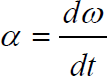 α = dω/dt